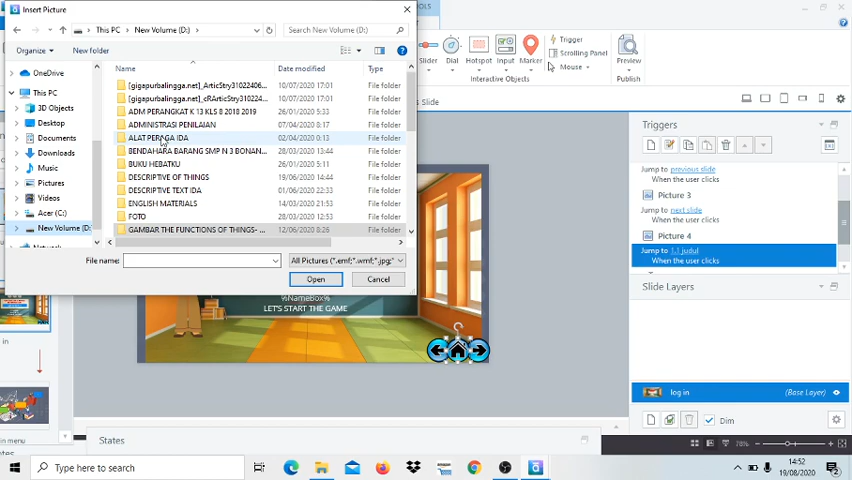 Insert Picture
This PC
New Volume (D:)
Search New Volume (D:)
Organize
New folder
Name
Date modified
Type
OneDrive
This PC
3D Objects
Desktop
Documents
Downloads
Music
Pictures
Videos
Acer (C:)
New Volume (D:
[gigapurbalingga.net]_ArticStry31022406... 10/07/2020 17:01 File folder
[gigapurbalingga.net]_cRArticStry310224... 10/07/2020 17:01 File folder
ADM PERANGKAT K 13 KLS 8 2018 2019 26/01/2020 5:33 File folder
ADMINISTRASI PENILAIAN 07/04/2020 8:17 File folder
ALAT PERAGA IDA 02/04/2020 0:13 File folder
BENDAHARA BARANG SMP N 3 BONAN... 28/03/2020 13:44 File folder
BUKU HEBATKU 26/01/2020 5:11 File folder
DESCRIPTIVE OF THINGS 19/06/2020 14:44 File folder
DESCRIPTIVE TEXT IDA 01/06/2020 22:33 File folder
ENGLISH MATERIALS 14/03/2020 21:53 File folder
FOTO 28/03/2020 12:53 File folder
GAMBAR THE FUNCTIONS OF THINGS- ... 12/06/2020 8:26 File folder
File name:
All Pictures (*.emf;*.wmf;*.jpg;*
Open
Cancel
TOOLS
Slider
Dial
Hotspot
Input
Marker
Trigger
Scrolling Panel
Mouse
Preview
Interactive Objects
Publish
Slide
%NameBox%
LET'S START THE GAME
Triggers
Jump to previous slide
When the user clicks
Picture 3
Jump to next slide
When the user clicks
Picture 4
Jump to 1.1 judul
When the user clicks
Slide Layers
log in
(Base Layer)
Dim
States
78%
Type here to search
14:52
19/08/2020
2